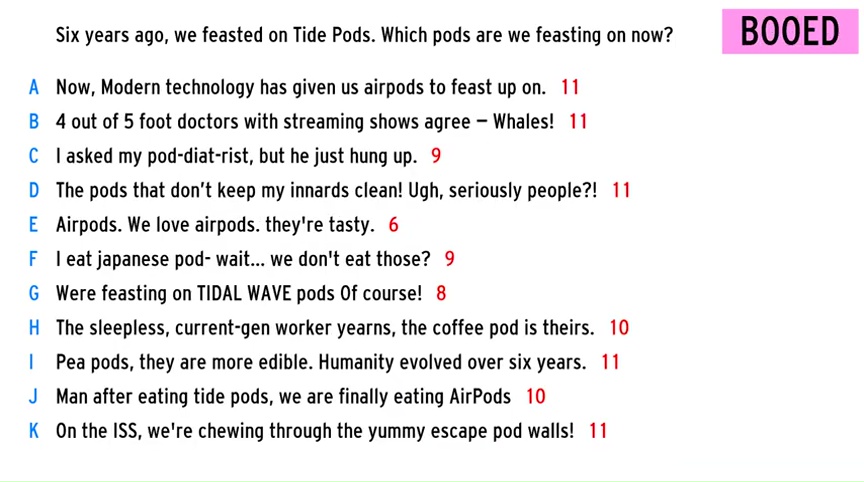 Six years ago, we feasted on Tide Pods. Which pods are we feasting on now?
BOOED
A Now, Modern technology has given us airpods to feast up on. 11
B 4 out of 5 foot doctors with streaming shows agree — Whales! 11
C I asked my pod-diat-rist, but he just hung up. 9
D The pods that don't keep my innards clean! Ugh, seriously people?! 11
E Airpods. We love airpods. they're tasty. 6
F I eat japanese pod- wait... we don't eat those? 9
G Were feasting on TIDAL WAVE pods Of course! 8
H The sleepless, current-gen worker yearns, the coffee pod is theirs. 10
I Pea pods, they are more edible. Humanity evolved over six years. 11
J Man after eating tide pods, we are finally eating AirPods 10
K On the ISS, we're chewing through the yummy escape pod walls! 11